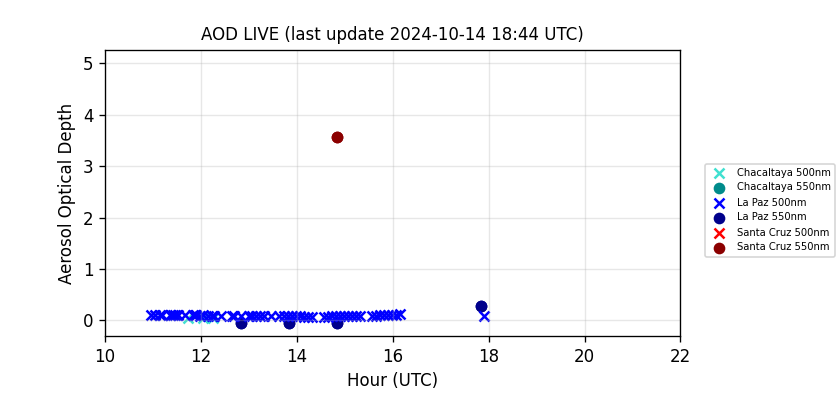 AOD LIVE (last update 2024-10-14 18:44 UTC)
5
4
3
2
1
0
Aerosol Optical Depth
10 12 14 16 18 20 22
Hour (UTC)
Chacaltaya 500nm
Chacaltaya 550nm
La Paz 500nm
La Paz 550nm
Santa Cruz 500nm
Santa Cruz 550nm